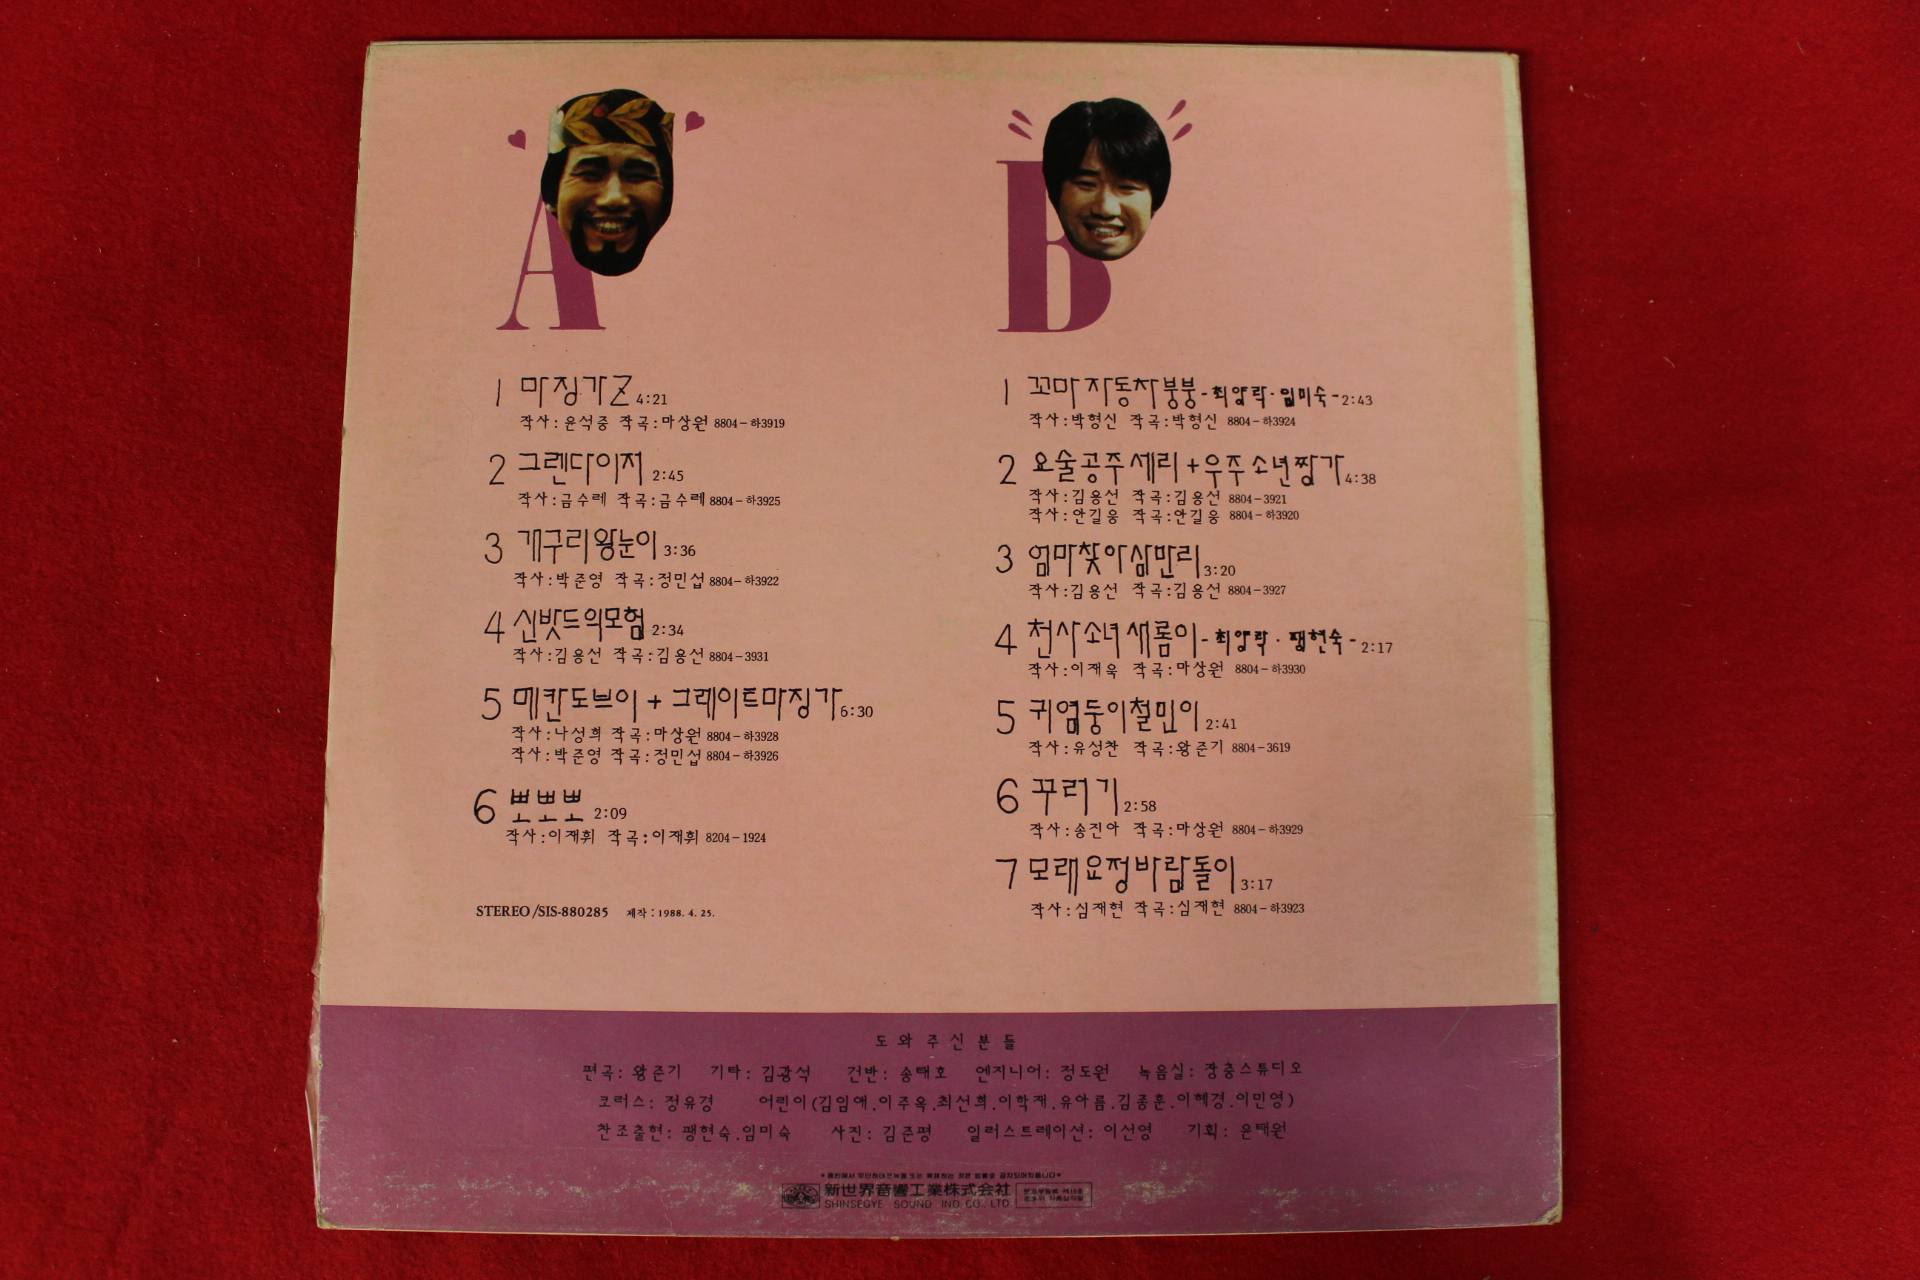 A
1 마징가Z 4:21
작사:윤석중 작곡:마상원 8804-하3919
2 그렌다이저 2:45
작사:금수레 작곡:금수레 8804-하3925
3 개구리왕눈이 3:36
작사:박준영 작곡:정민섭 8804-하3922
4 신밧드의모험 2:34
작사:김용선 작곡:김용선 8804-3931
5 메칸도브이 + 그레이트마징가 6:30
작사:나성희 작곡:마상원 8804-하3928
작사:박준영 작곡:정민섭 8804-하3926
6 뽀뽀뽀 2:09
작사:이재휘 작곡:이재휘 8204-1924
STEREO/SIS-880285 제작:1988. 4. 25.
B
1 꼬마자동차붕붕-최양락·임미숙-2:43
작사:박형신 작곡:박형신 8804-하3924
2 요술공주세리+우주소년짱가 4:38
작사:김용선 작곡:김용선 8804-3921
작사:안길웅 작곡:안길웅 8804-하3920
3 엄마찾아삼만리 3:20
작사:김용선 작곡:김용선 8804-3927
4 천사소녀새롬이-최양락·팽현숙-2:17
작사:이재욱 작곡:마상원 8804-하3930
5 귀염둥이철민이 2:41
작사:유성찬 작곡:왕준기 8804-3619
6 꾸러기 2:58
작사:송진아 작곡:마상원 8804-하3929
7 모래요정바람돌이 3:17
작사:심재현 작곡:심재현 8804-하3923
도와주신분들
편곡: 왕준기 기타: 김광석 건반: 송태호 엔지니어: 정도원 녹음실: 장충스튜디오
코러스: 정유경 어린이(김임애.이주옥.최선희.이학재.유아름.김종훈.이혜경.이민영)
찬조출현: 팽현숙.임미숙 사진: 김준평 일러스트레이션: 이선영 기획: 윤태원
新世界音響工業株式会社
SHINSEGYE SOUND IND. CO., LTD.